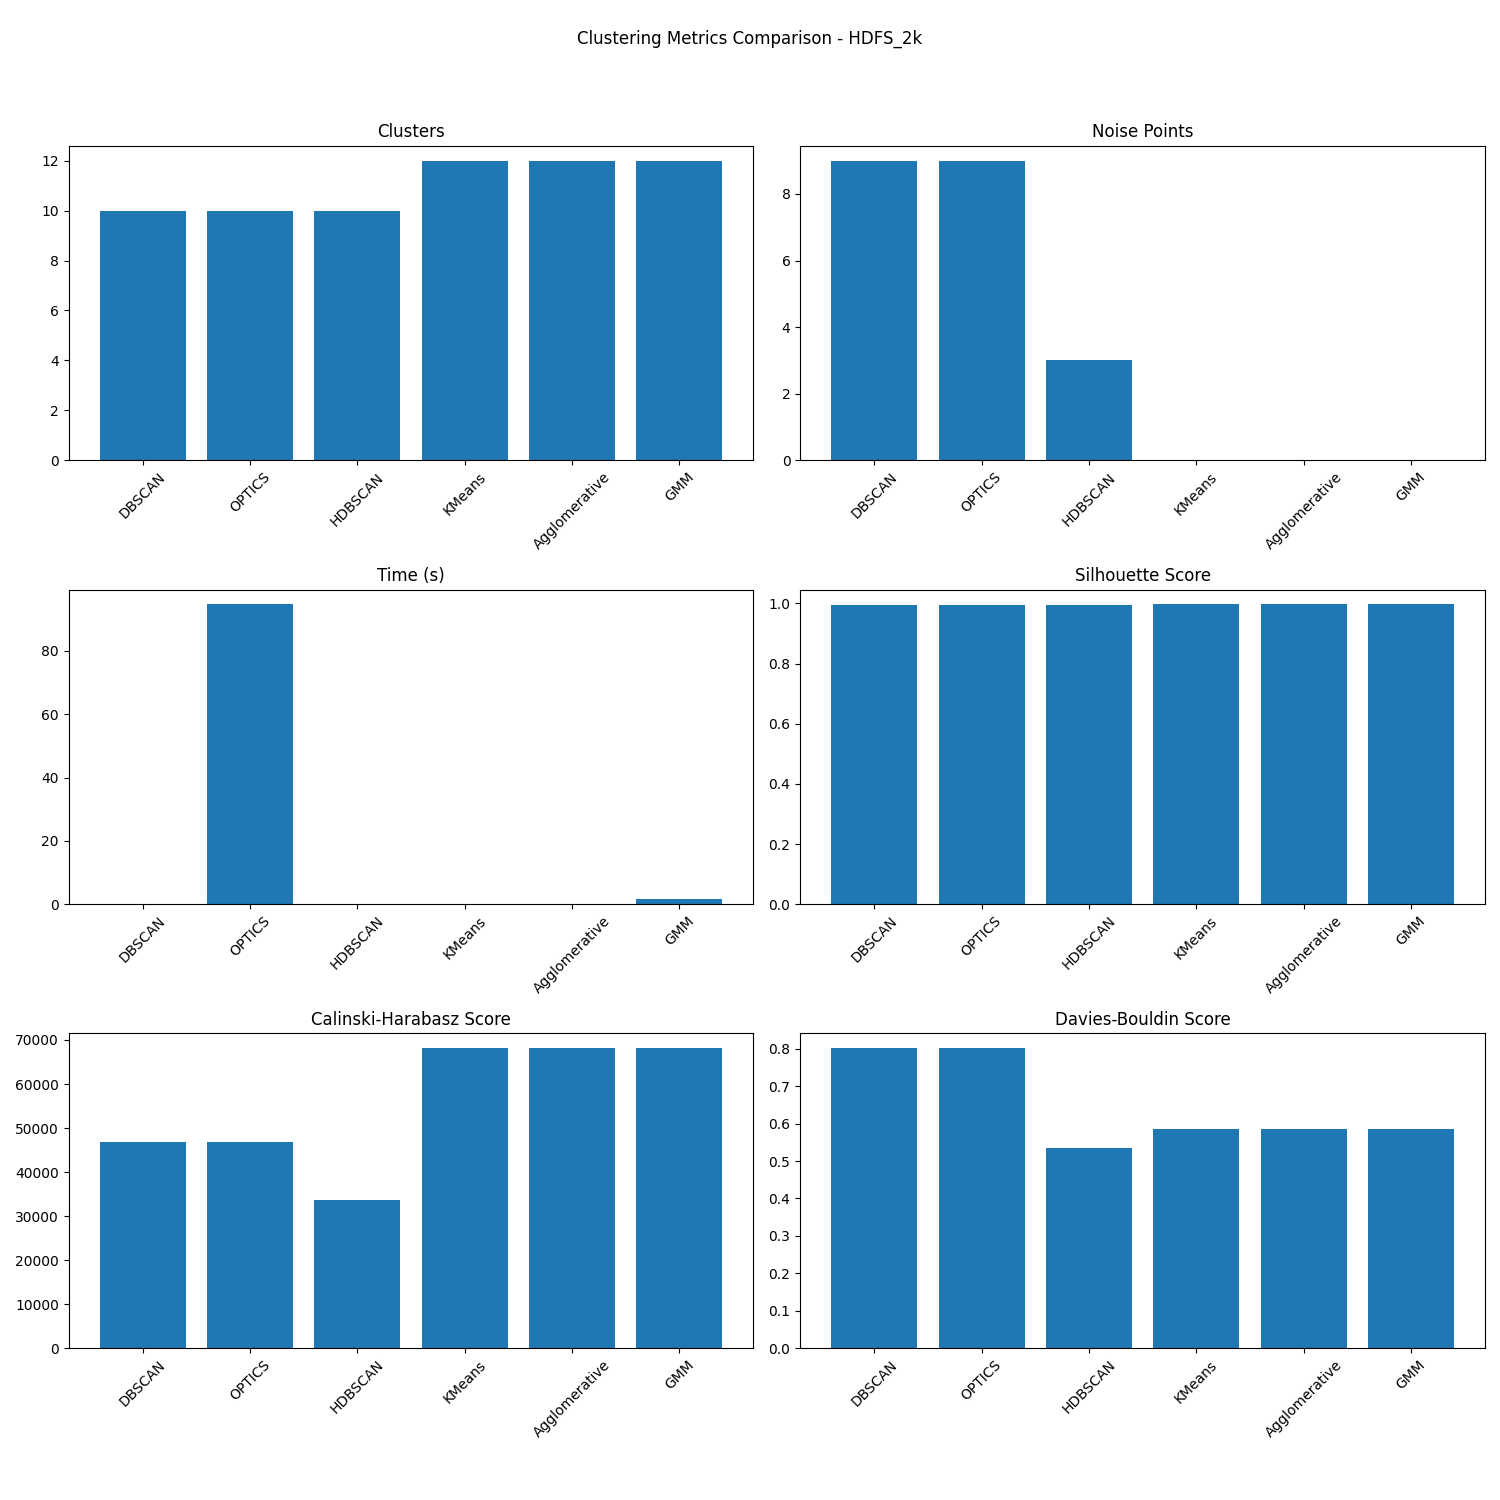 Clustering Metrics Comparison - HDFS_2k
Clusters
12
10
8
6
4
2
0
DBSCAN
OPTICS
HDBSCAN
KMeans
Agglomerative
GMM
Noise Points
8
6
4
2
0
DBSCAN
OPTICS
HDBSCAN
KMeans
Agglomerative
GMM
Time (s)
80
60
40
20
0
DBSCAN
OPTICS
HDBSCAN
KMeans
Agglomerative
GMM
Silhouette Score
1.0
0.8
0.6
0.4
0.2
0.0
DBSCAN
OPTICS
HDBSCAN
KMeans
Agglomerative
GMM
Calinski-Harabasz Score
70000
60000
50000
40000
30000
20000
10000
0
DBSCAN
OPTICS
HDBSCAN
KMeans
Agglomerative
GMM
Davies-Bouldin Score
0.8
0.7
0.6
0.5
0.4
0.3
0.2
0.1
0.0
DBSCAN
OPTICS
HDBSCAN
KMeans
Agglomerative
GMM